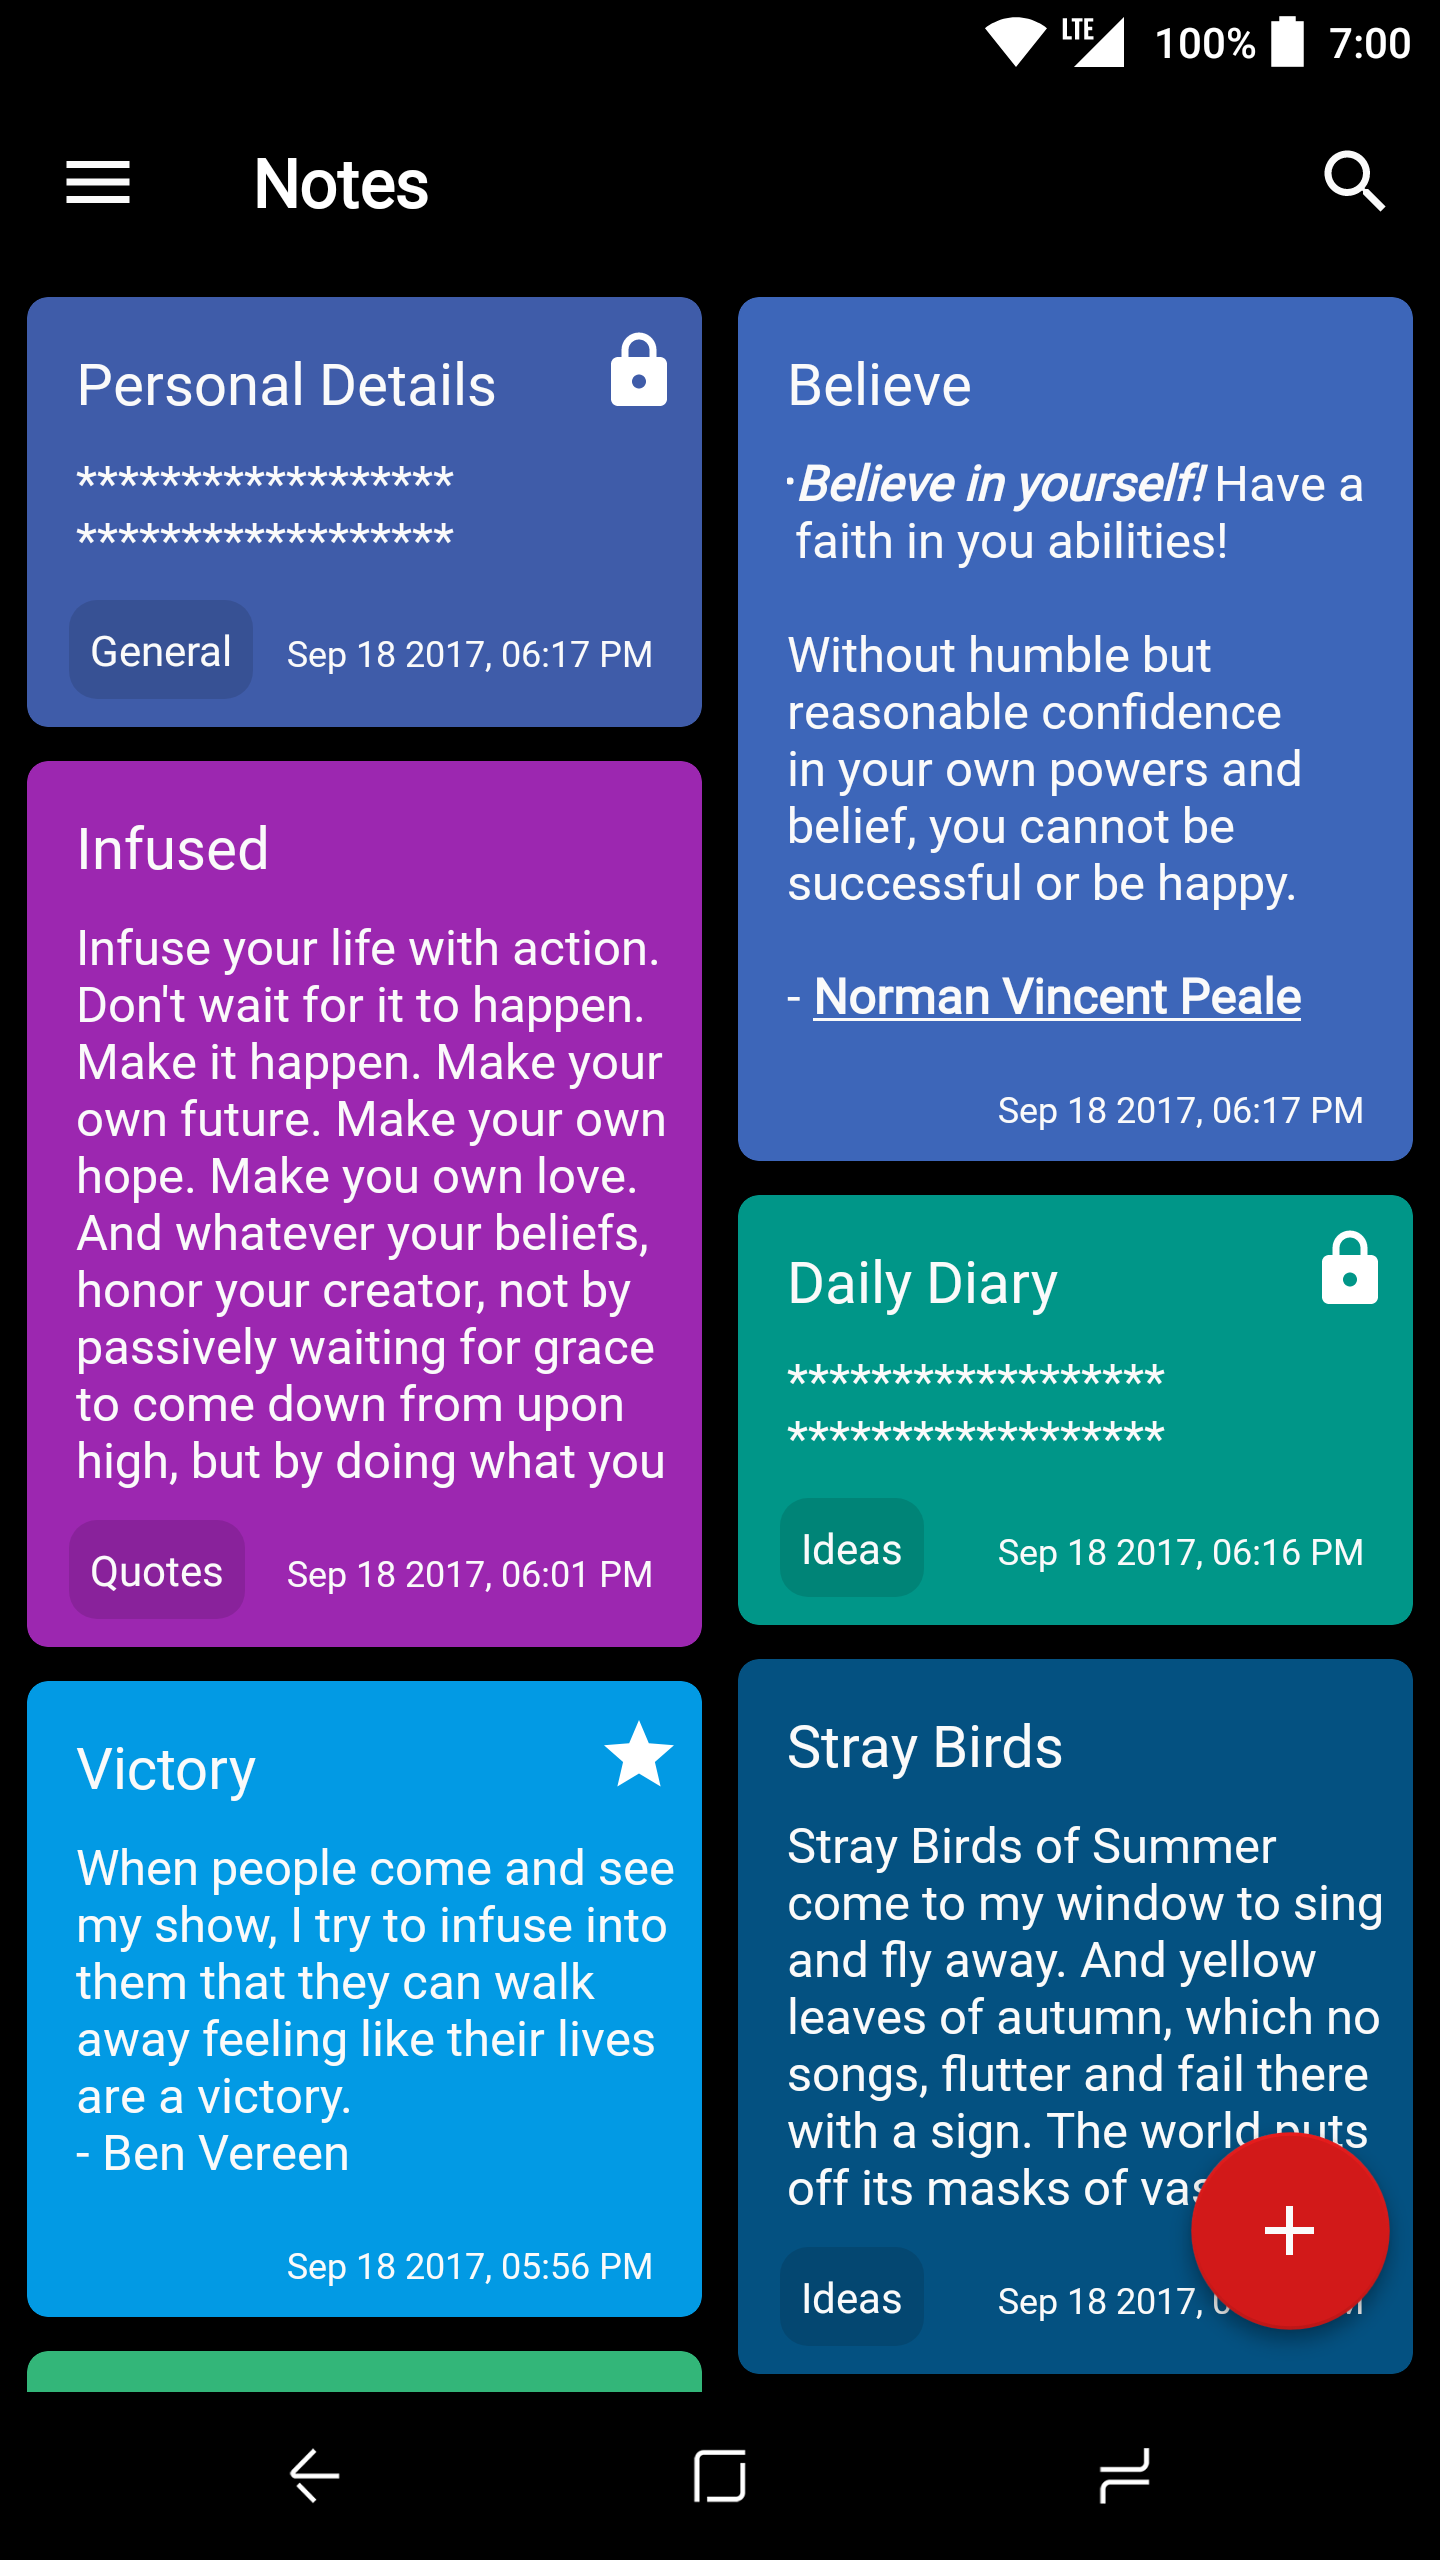 LTE 100% 7:00
Notes
Personal Details
******************
******************
General Sep 18 2017, 06:17 PM
Infused
Infuse your life with action.
Don't wait for it to happen.
Make it happen. Make your
own future. Make your own
hope. Make you own love.
And whatever your beliefs,
honor your creator, not by
passively waiting for grace
to come down from upon
high, but by doing what you
Quotes Sep 18 2017, 06:01 PM
Victory
When people come and see
my show, I try to infuse into
them that they can walk
away feeling like their lives
are a victory.
- Ben Vereen
Sep 18 2017, 05:56 PM
Believe
·Believe in yourself! Have a
faith in you abilities!
Without humble but
reasonable confidence
in your own powers and
belief, you cannot be
successful or be happy.
- Norman Vincent Peale
Sep 18 2017, 06:17 PM
Daily Diary
******************
******************
Ideas Sep 18 2017, 06:16 PM
Stray Birds
Stray Birds of Summer
come to my window to sing
and fly away. And yellow
leaves of autumn, which no
songs, flutter and fail there
with a sign. The world puts
off its masks of
Ideas Sep 18 2017,